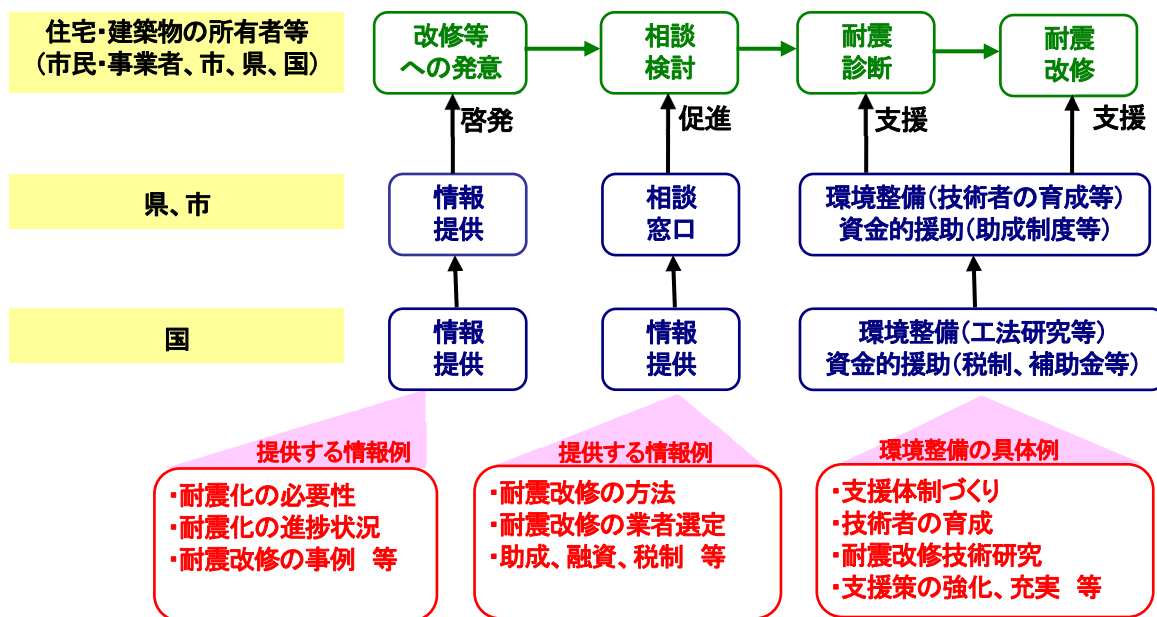 住宅・建築物の所有者等
(市民・事業者、市、県、国)
改修等
への発意
相談
検討
耐震
診断
耐震
改修
啓発
促進
支援
支援
県、市
情報
提供
相談
窓口
環境整備(技術者の育成等)
資金的援助(助成制度等)
国
情報
提供
情報
提供
環境整備(工法研究等)
資金的援助(税制、補助金等)
提供する情報例
・耐震化の必要性
・耐震化の進捗状況
・耐震改修の事例　等
提供する情報例
・耐震改修の方法
・耐震改修の業者選定
・助成、融資、税制　等
環境整備の具体例
・支援体制づくり
・技術者の育成
・耐震改修技術研究
・支援策の強化、充実　等